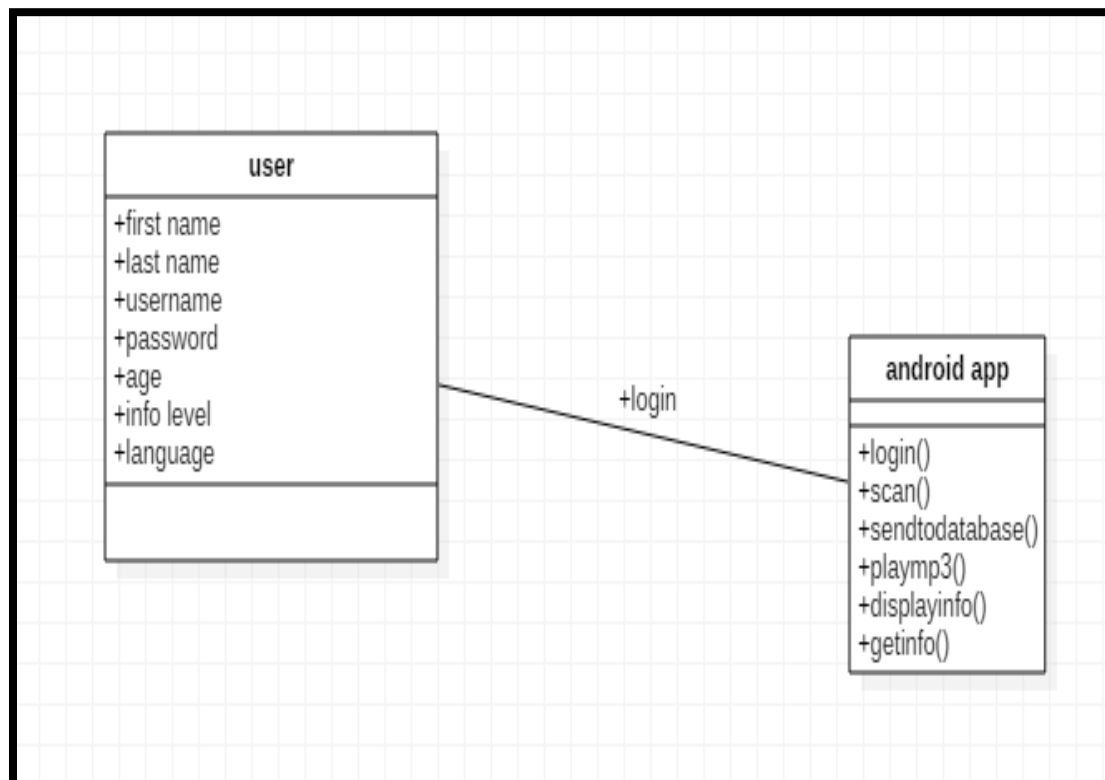 user
+first name
+last name
+username
+password
+age
+info level
+language
+login
android app
+login()
+scan()
+sendtodatabase()
+playmp3()
+displayinfo()
+getinfo()